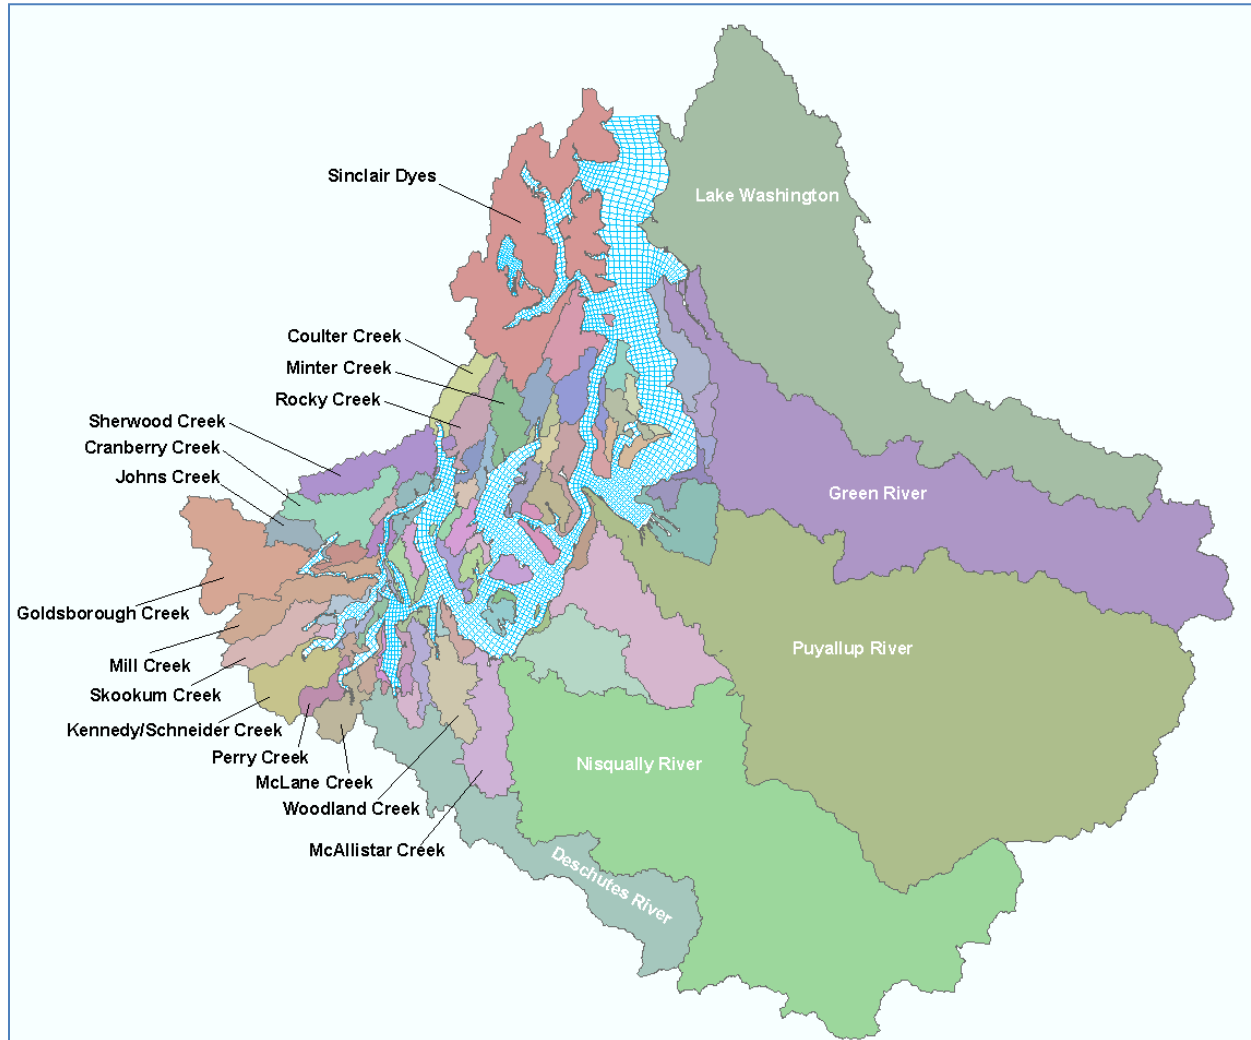 Sinclair Dyes
Lake Washington
Coulter Creek
Minter Creek
Rocky Creek
Sherwood Creek
Cranberry Creek
Johns Creek
Green River
Goldsborough Creek
Mill Creek
Puyallup River
Skookum Creek
Kennedy/Schneider Creek
Perry Creek
Nisqually River
McLane Creek
Woodland Creek
McAllistar Creek
Deschutes River